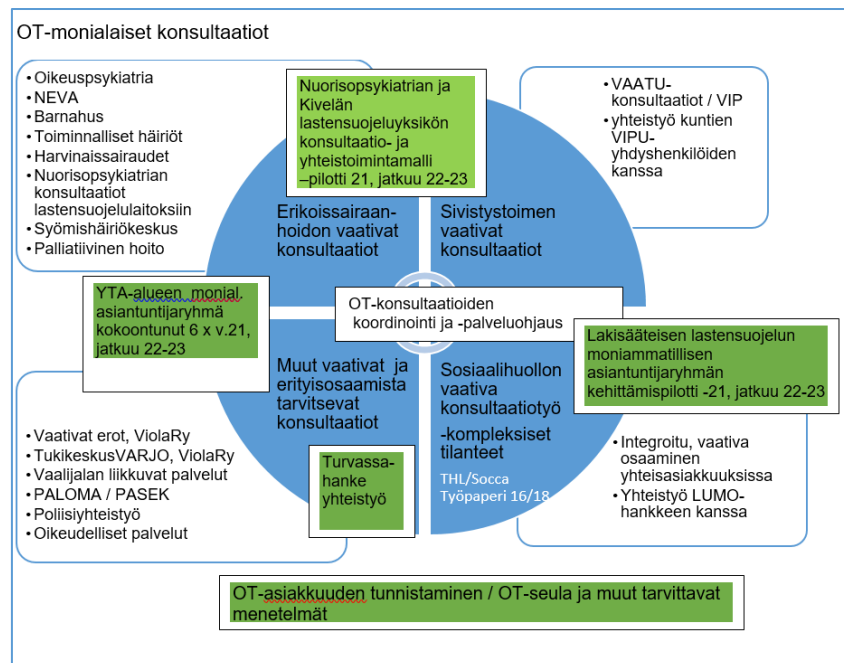 OT-monialaiset konsultaatiot
• Oikeuspsykiatria
• NEVA
• Barnahus
• Toiminnalliset häiriöt
• Harvinaissairaudet
• Nuorisopsykiatrian
konsultaatiot
lastensuojelulaitoksiin
• Syömishäiriökeskus
• Palliatiivinen hoito
Nuorisopsykiatrian ja
Kivelän
lastensuojeluyksikön
konsultaatio- ja
yhteistoimintamalli
–pilotti 21, jatkuu 22-23
• VAATU-
konsultaatiot / VIP
• yhteistyö kuntien
VIPU-
yhdyshenkilöiden
kanssa
Erikoissairaan-
hoidon vaativat
konsultaatiot
Sivistystoimen
vaativat
konsultaatiot
YTA-alueen monial.
asiantuntijaryhmä
kokoontunut 6 x v.21,
jatkuu 22-23
OT-konsultaatioiden
koordinointi ja -palveluohjaus
Lakisääteisen lastensuojelun
moniammatillisen
asiantuntijaryhmän
kehittämispilotti -21, jatkuu 22-23
Muut vaativat ja
erityisosaamista
tarvitsevat
konsultaatiot
Sosiaalihuollon
vaativa
konsultaatiotyö
-kompleksiset
tilanteet
THL/Socca
Työpaperi 16/18
Turvassa-
hanke
yhteistyö
• Vaativat erot, ViolaRy
• TukikeskusVARJO, ViolaRy
• Vaalijalan liikkuvat palvelut
• PALOMA / PASEK
• Poliisiyhteistyö
• Oikeudelliset palvelut
• Integroitu, vaativa
osaaminen
yhteisasiakkuuksissa
• Yhteistyö LUMO-
hankkeen kanssa
OT-asiakkuuden tunnistaminen / OT-seula ja muut tarvittavat
menetelmät